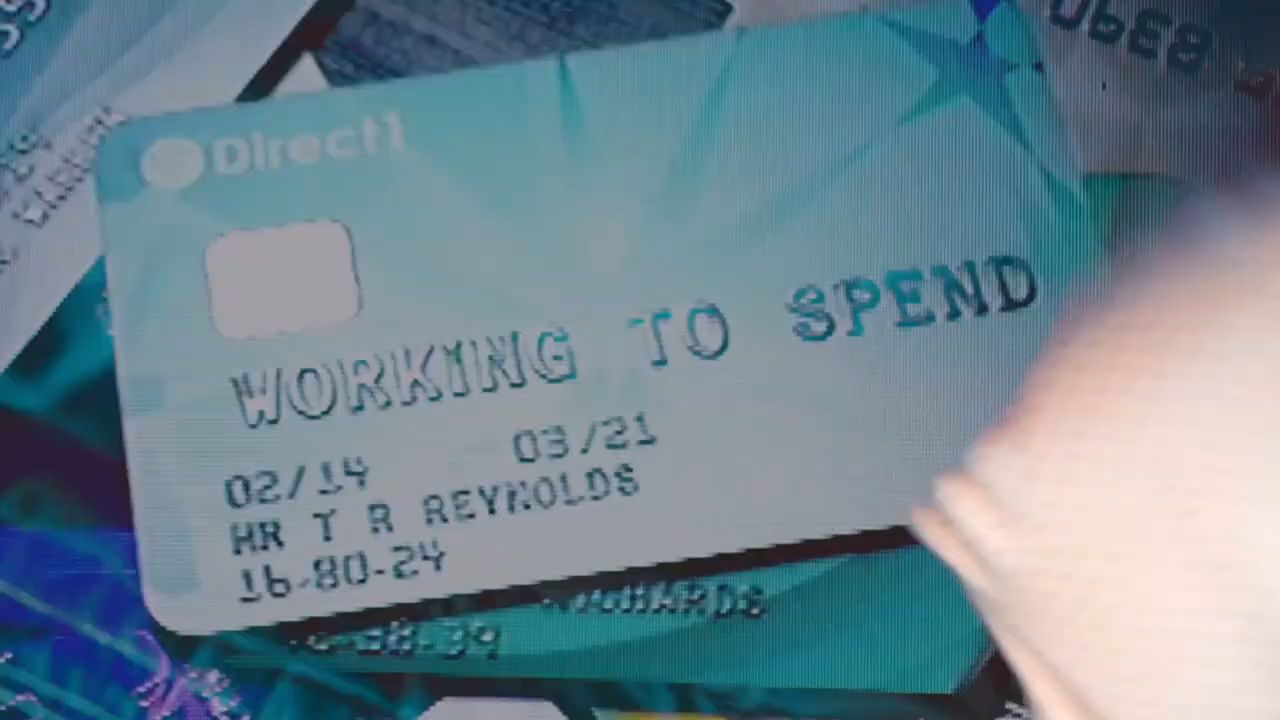 Direct1
WORKING TO SPEND
02/14 03/21
MR T R REYNOLDS
16-80-24